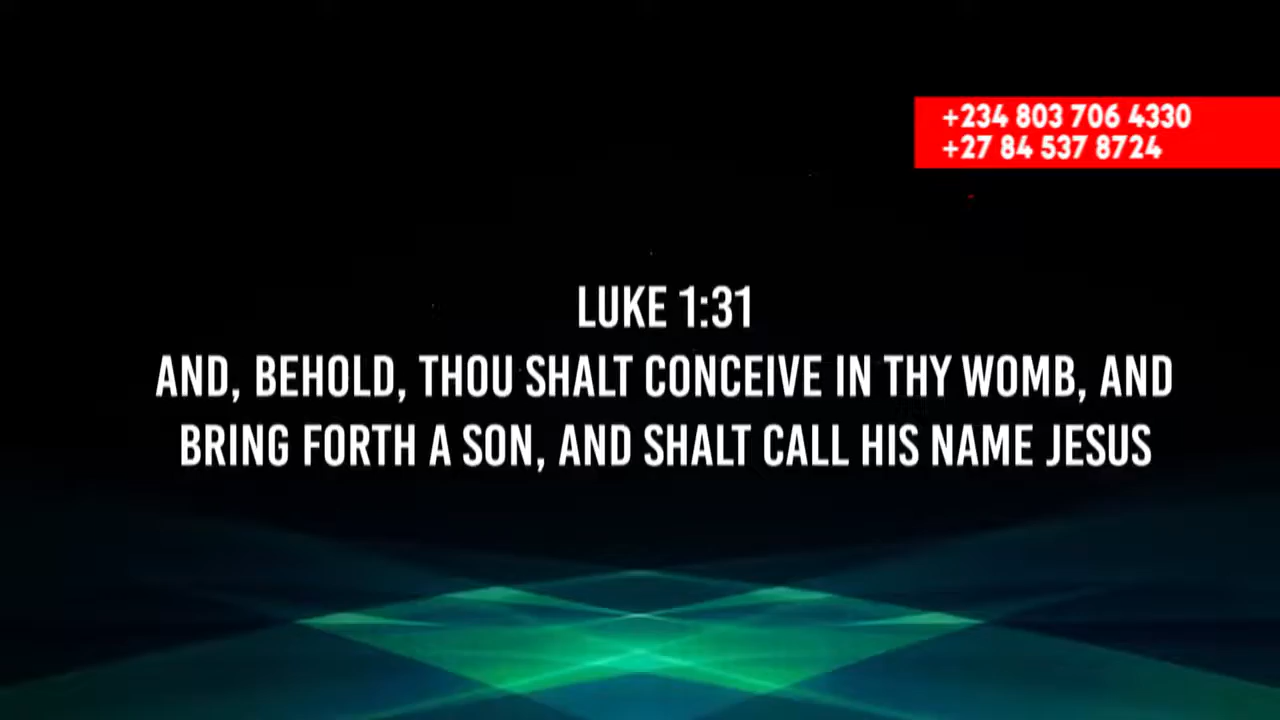 +234 803 706 4330
+27 84 537 8724
LUKE 1:31
AND, BEHOLD, THOU SHALT CONCEIVE IN THY WOMB, AND
BRING FORTH A SON, AND SHALT CALL HIS NAME JESUS